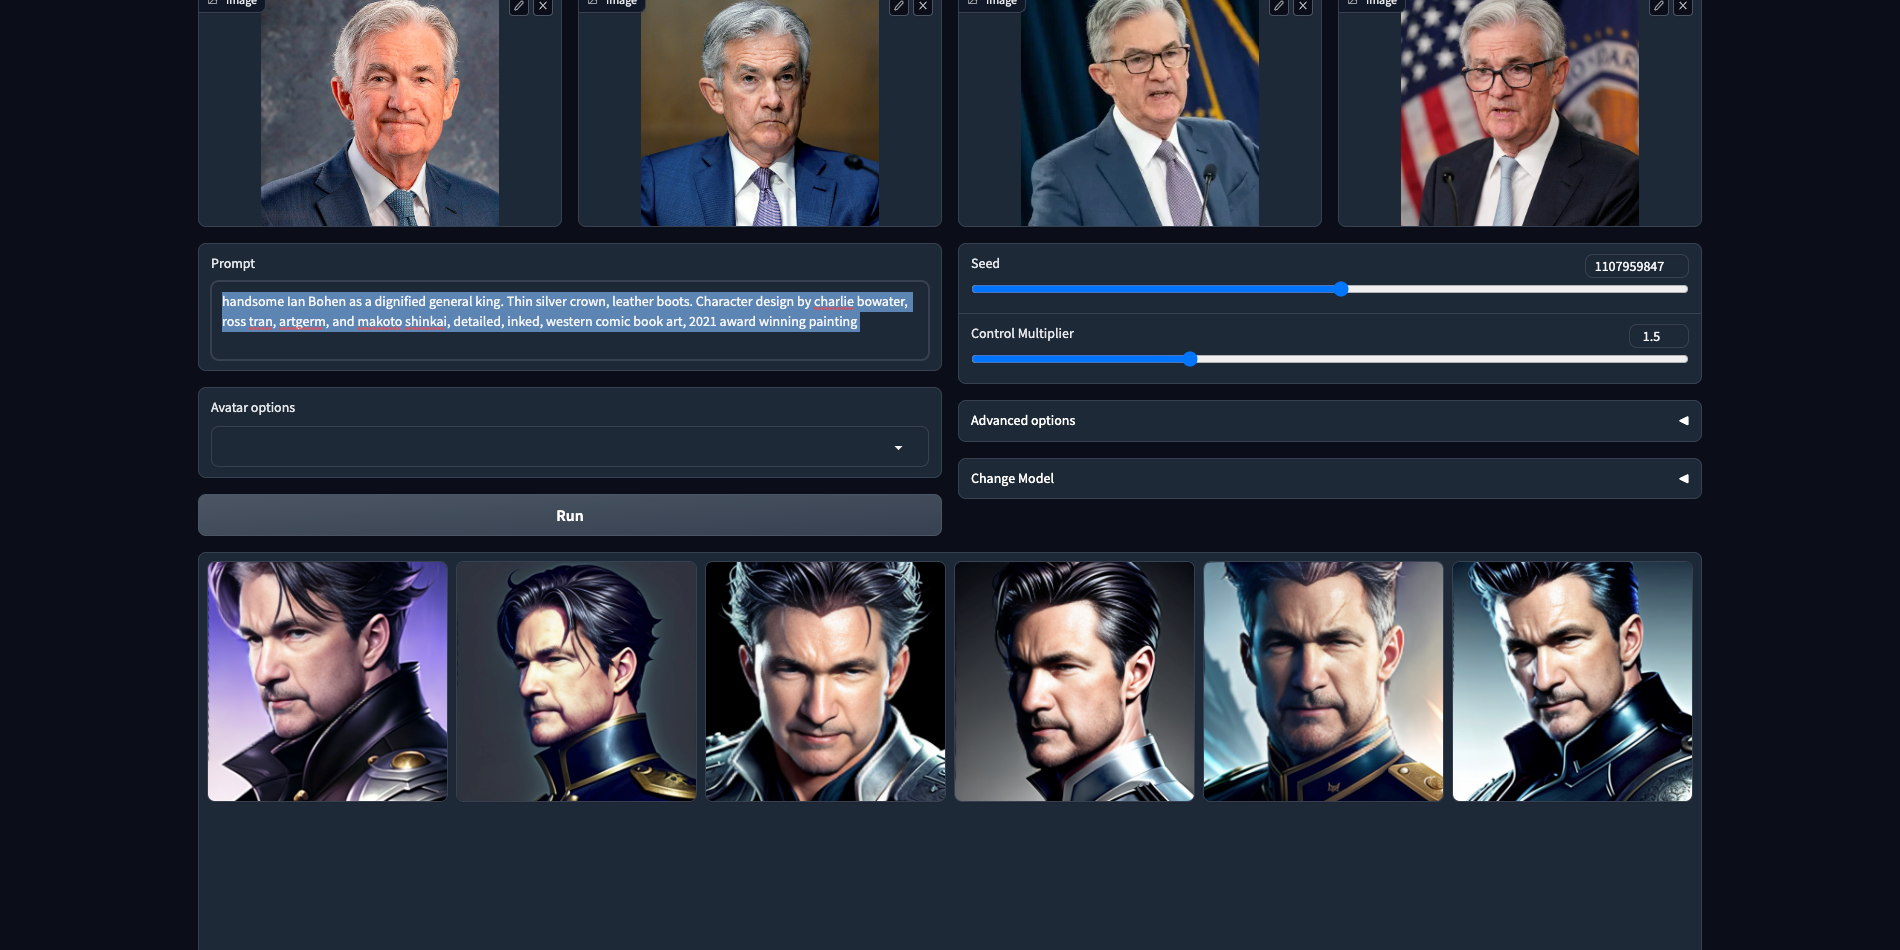 Image
Image
Image
Image
Prompt
handsome Ian Bohen as a dignified general king. Thin silver crown, leather boots. Character design by charlie bowater,
ross tran, artgerm, and makoto shinkai, detailed, inked, western comic book art, 2021 award winning painting
Seed
1107959847
Control Multiplier
1.5
Avatar options
Advanced options
Change Model
Run